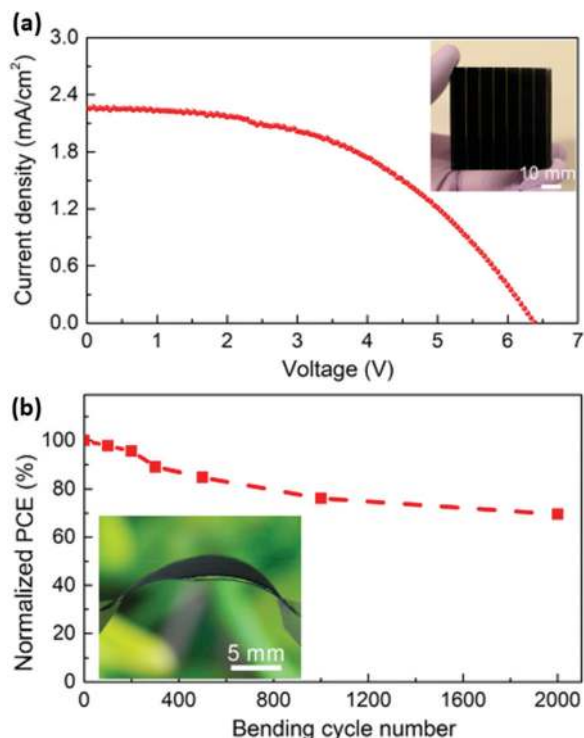 (a)
3.0
2.4
1.8
1.2
0.6
0.0
Current density (mA/cm²)
10 mm
0 1 2 3 4 5 6 7
Voltage (V)
(b)
100
80
60
40
20
0
Normalized PCE (%)
5 mm
0 400 800 1200 1600 2000
Bending cycle number